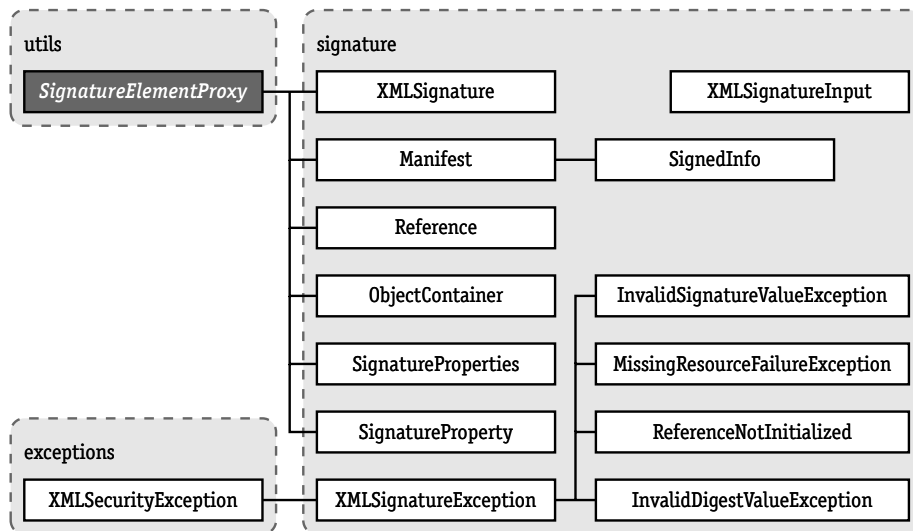 utils
signature
SignatureElementProxy
XMLSignature
XMLSignatureInput
Manifest
SignedInfo
Reference
ObjectContainer
InvalidSignatureValueException
SignatureProperties
MissingResourceFailureException
SignatureProperty
ReferenceNotInitialized
exceptions
XMLSecurityException
XMLSignatureException
InvalidDigestValueException